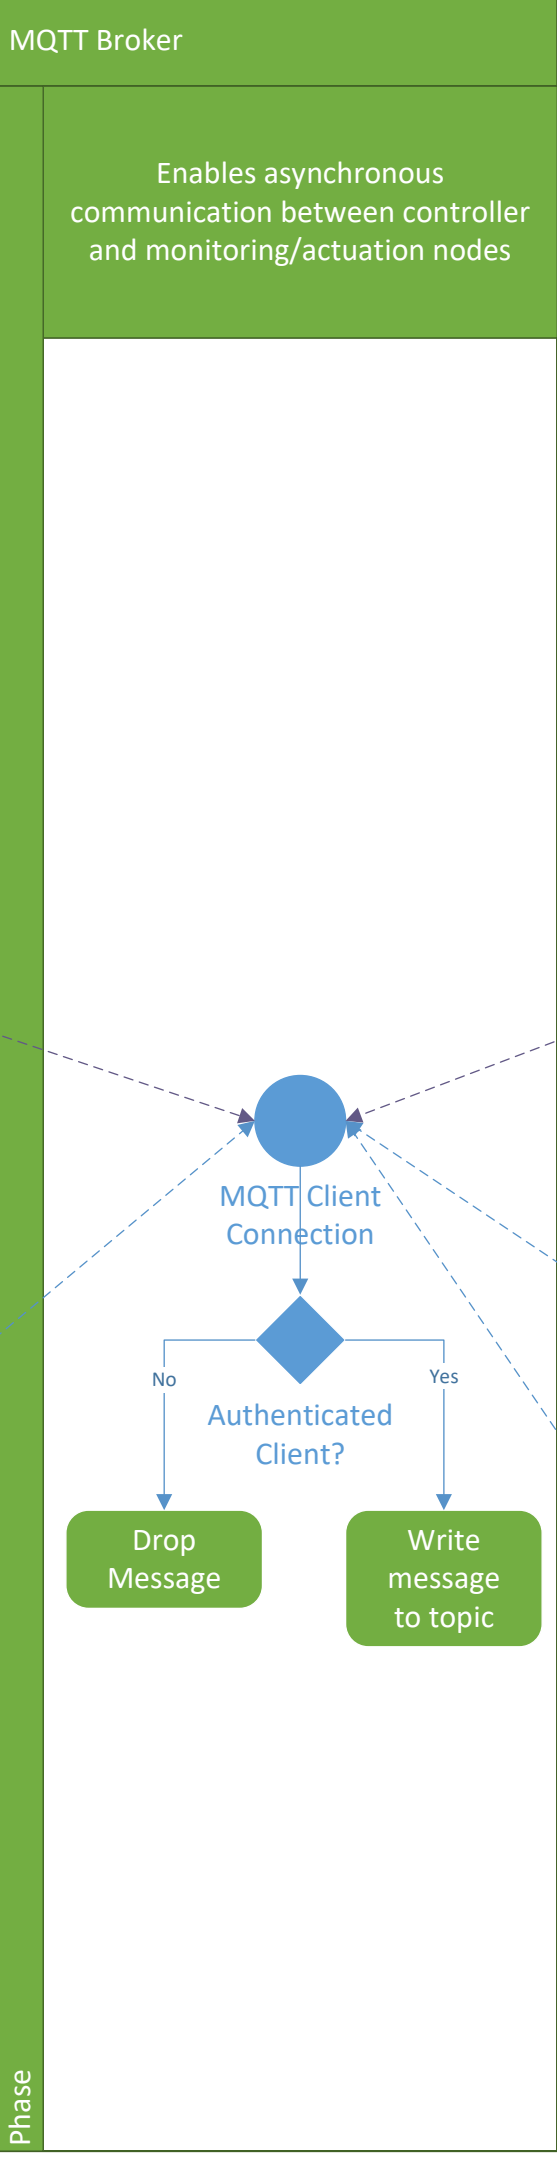 MQTT Broker
Enables asynchronous
communication between controller
and monitoring/actuation nodes
MQTT Client
Connection
No
Yes
Authenticated
Client?
Drop
Message
Write
message
to topic
Phase